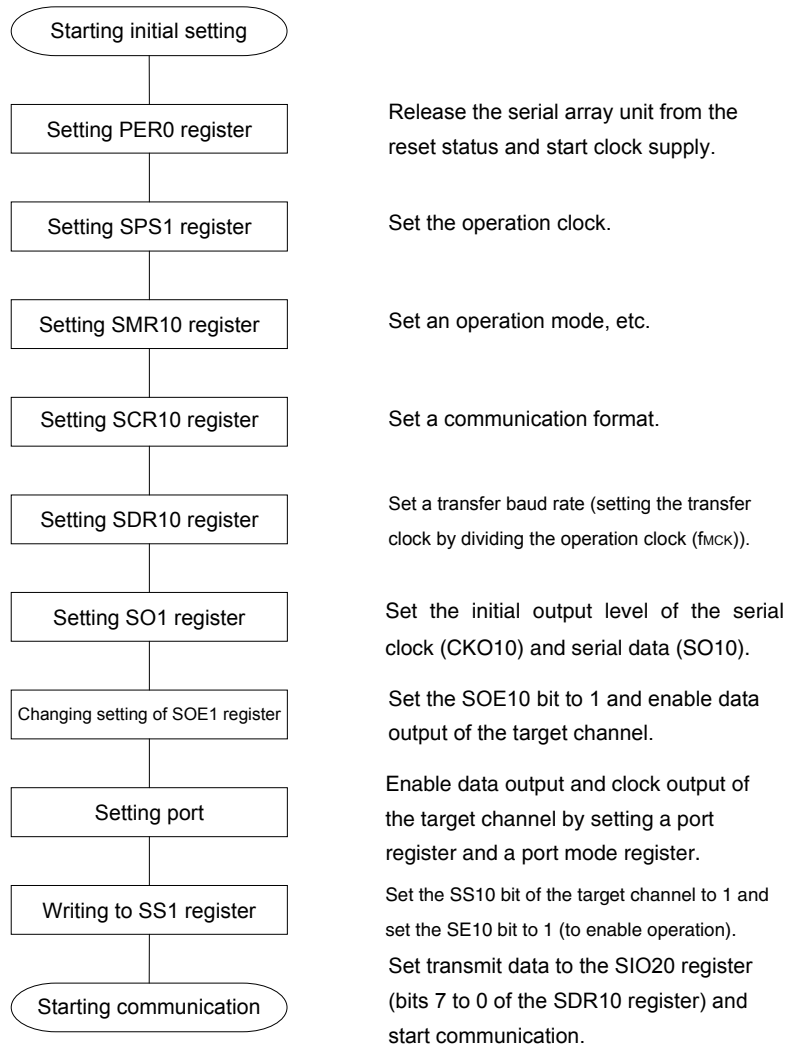 Starting initial setting
Setting PER0 register
Release the serial array unit from the
reset status and start clock supply.
Setting SPS1 register
Set the operation clock.
Setting SMR10 register
Set an operation mode, etc.
Setting SCR10 register
Set a communication format.
Setting SDR10 register
Set a transfer baud rate (setting the transfer
clock by dividing the operation clock (fMCK)).
Setting SO1 register
Set the initial output level of the serial
clock (CKO10) and serial data (SO10).
Changing setting of SOE1 register
Set the SOE10 bit to 1 and enable data
output of the target channel.
Setting port
Enable data output and clock output of
the target channel by setting a port
register and a port mode register.
Writing to SS1 register
Set the SS10 bit of the target channel to 1 and
set the SE10 bit to 1 (to enable operation).
Starting communication
Set transmit data to the SIO20 register
(bits 7 to 0 of the SDR10 register) and
start communication.